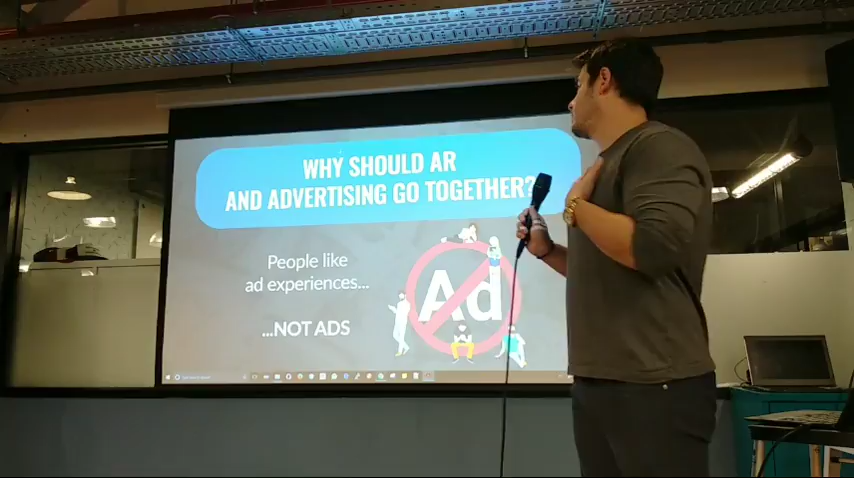 WHY SHOULD AR
AND ADVERTISING GO TOGETHER?
People like
ad experiences...
...NOT ADS
Ad